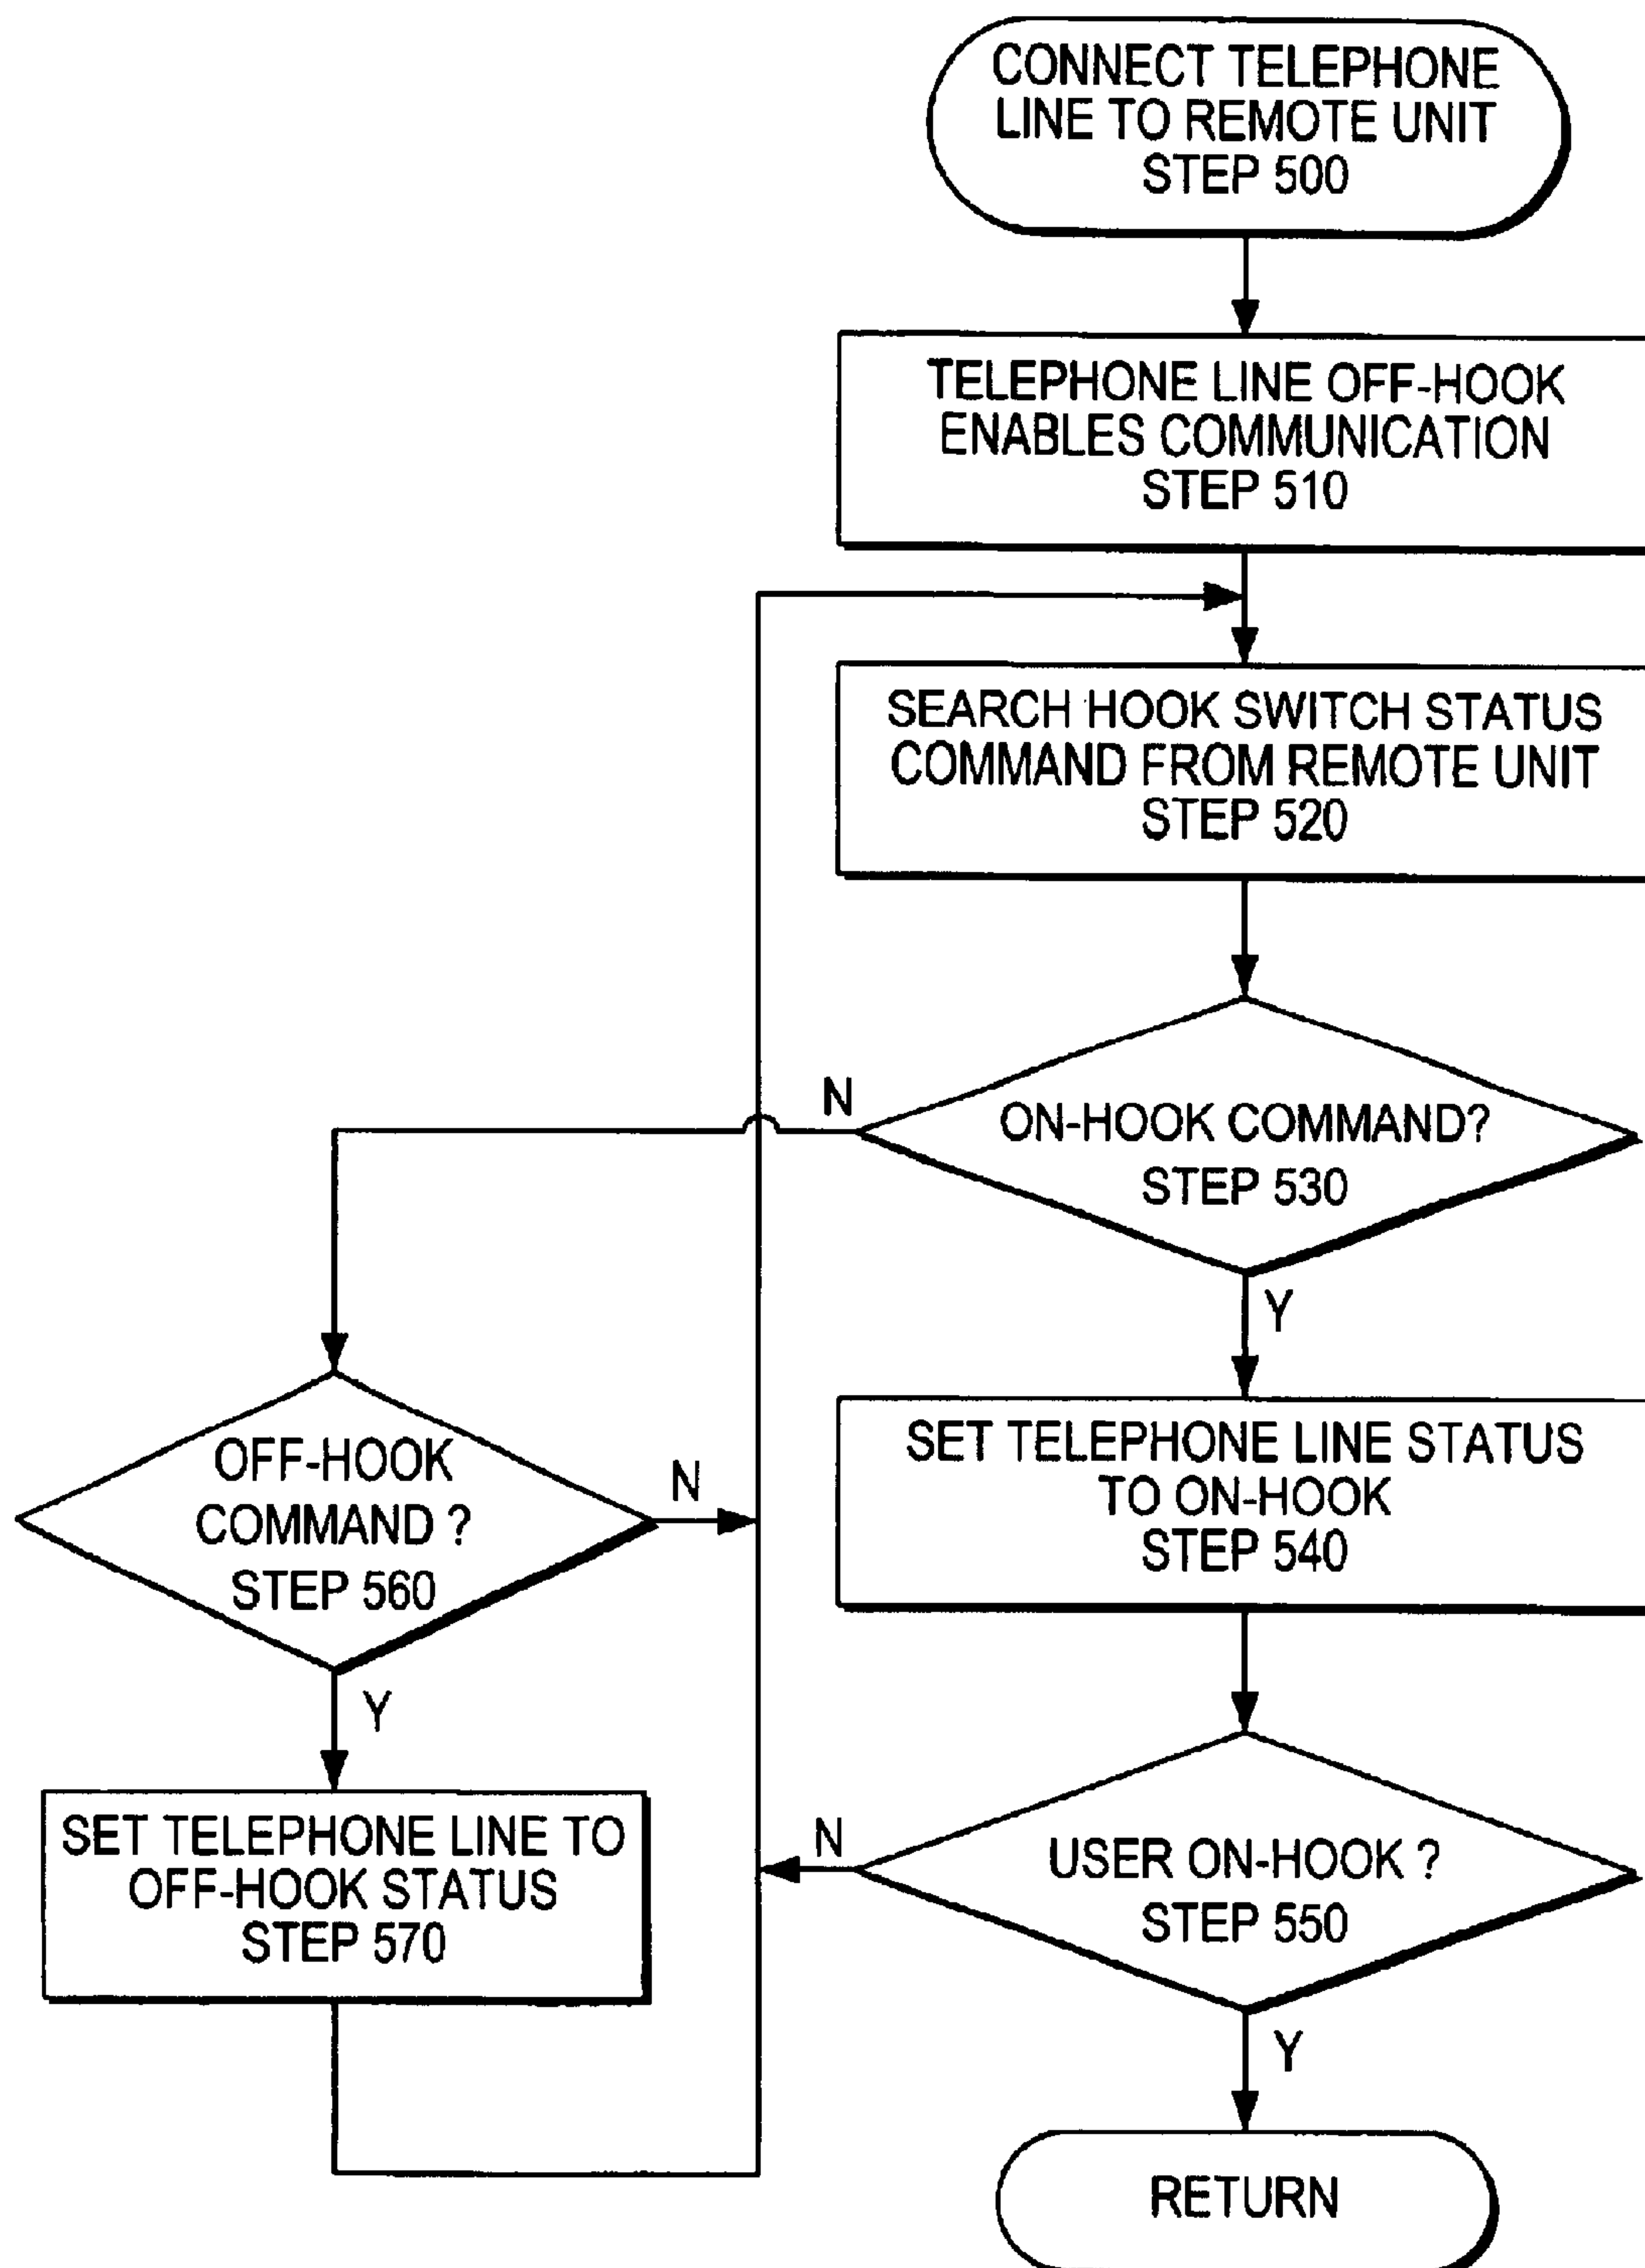 CONNECT TELEPHONE
LINE TO REMOTE UNIT
STEP 500
TELEPHONE LINE OFF-HOOK
ENABLES COMMUNICATION
STEP 510
SEARCH HOOK SWITCH STATUS
COMMAND FROM REMOTE UNIT
STEP 520
N
ON-HOOK COMMAND?
STEP 530
Y
OFF-HOOK
COMMAND ?
STEP 560
N
Y
SET TELEPHONE LINE STATUS
TO ON-HOOK
STEP 540
SET TELEPHONE LINE TO
OFF-HOOK STATUS
STEP 570
N
USER ON-HOOK ?
STEP 550
Y
RETURN